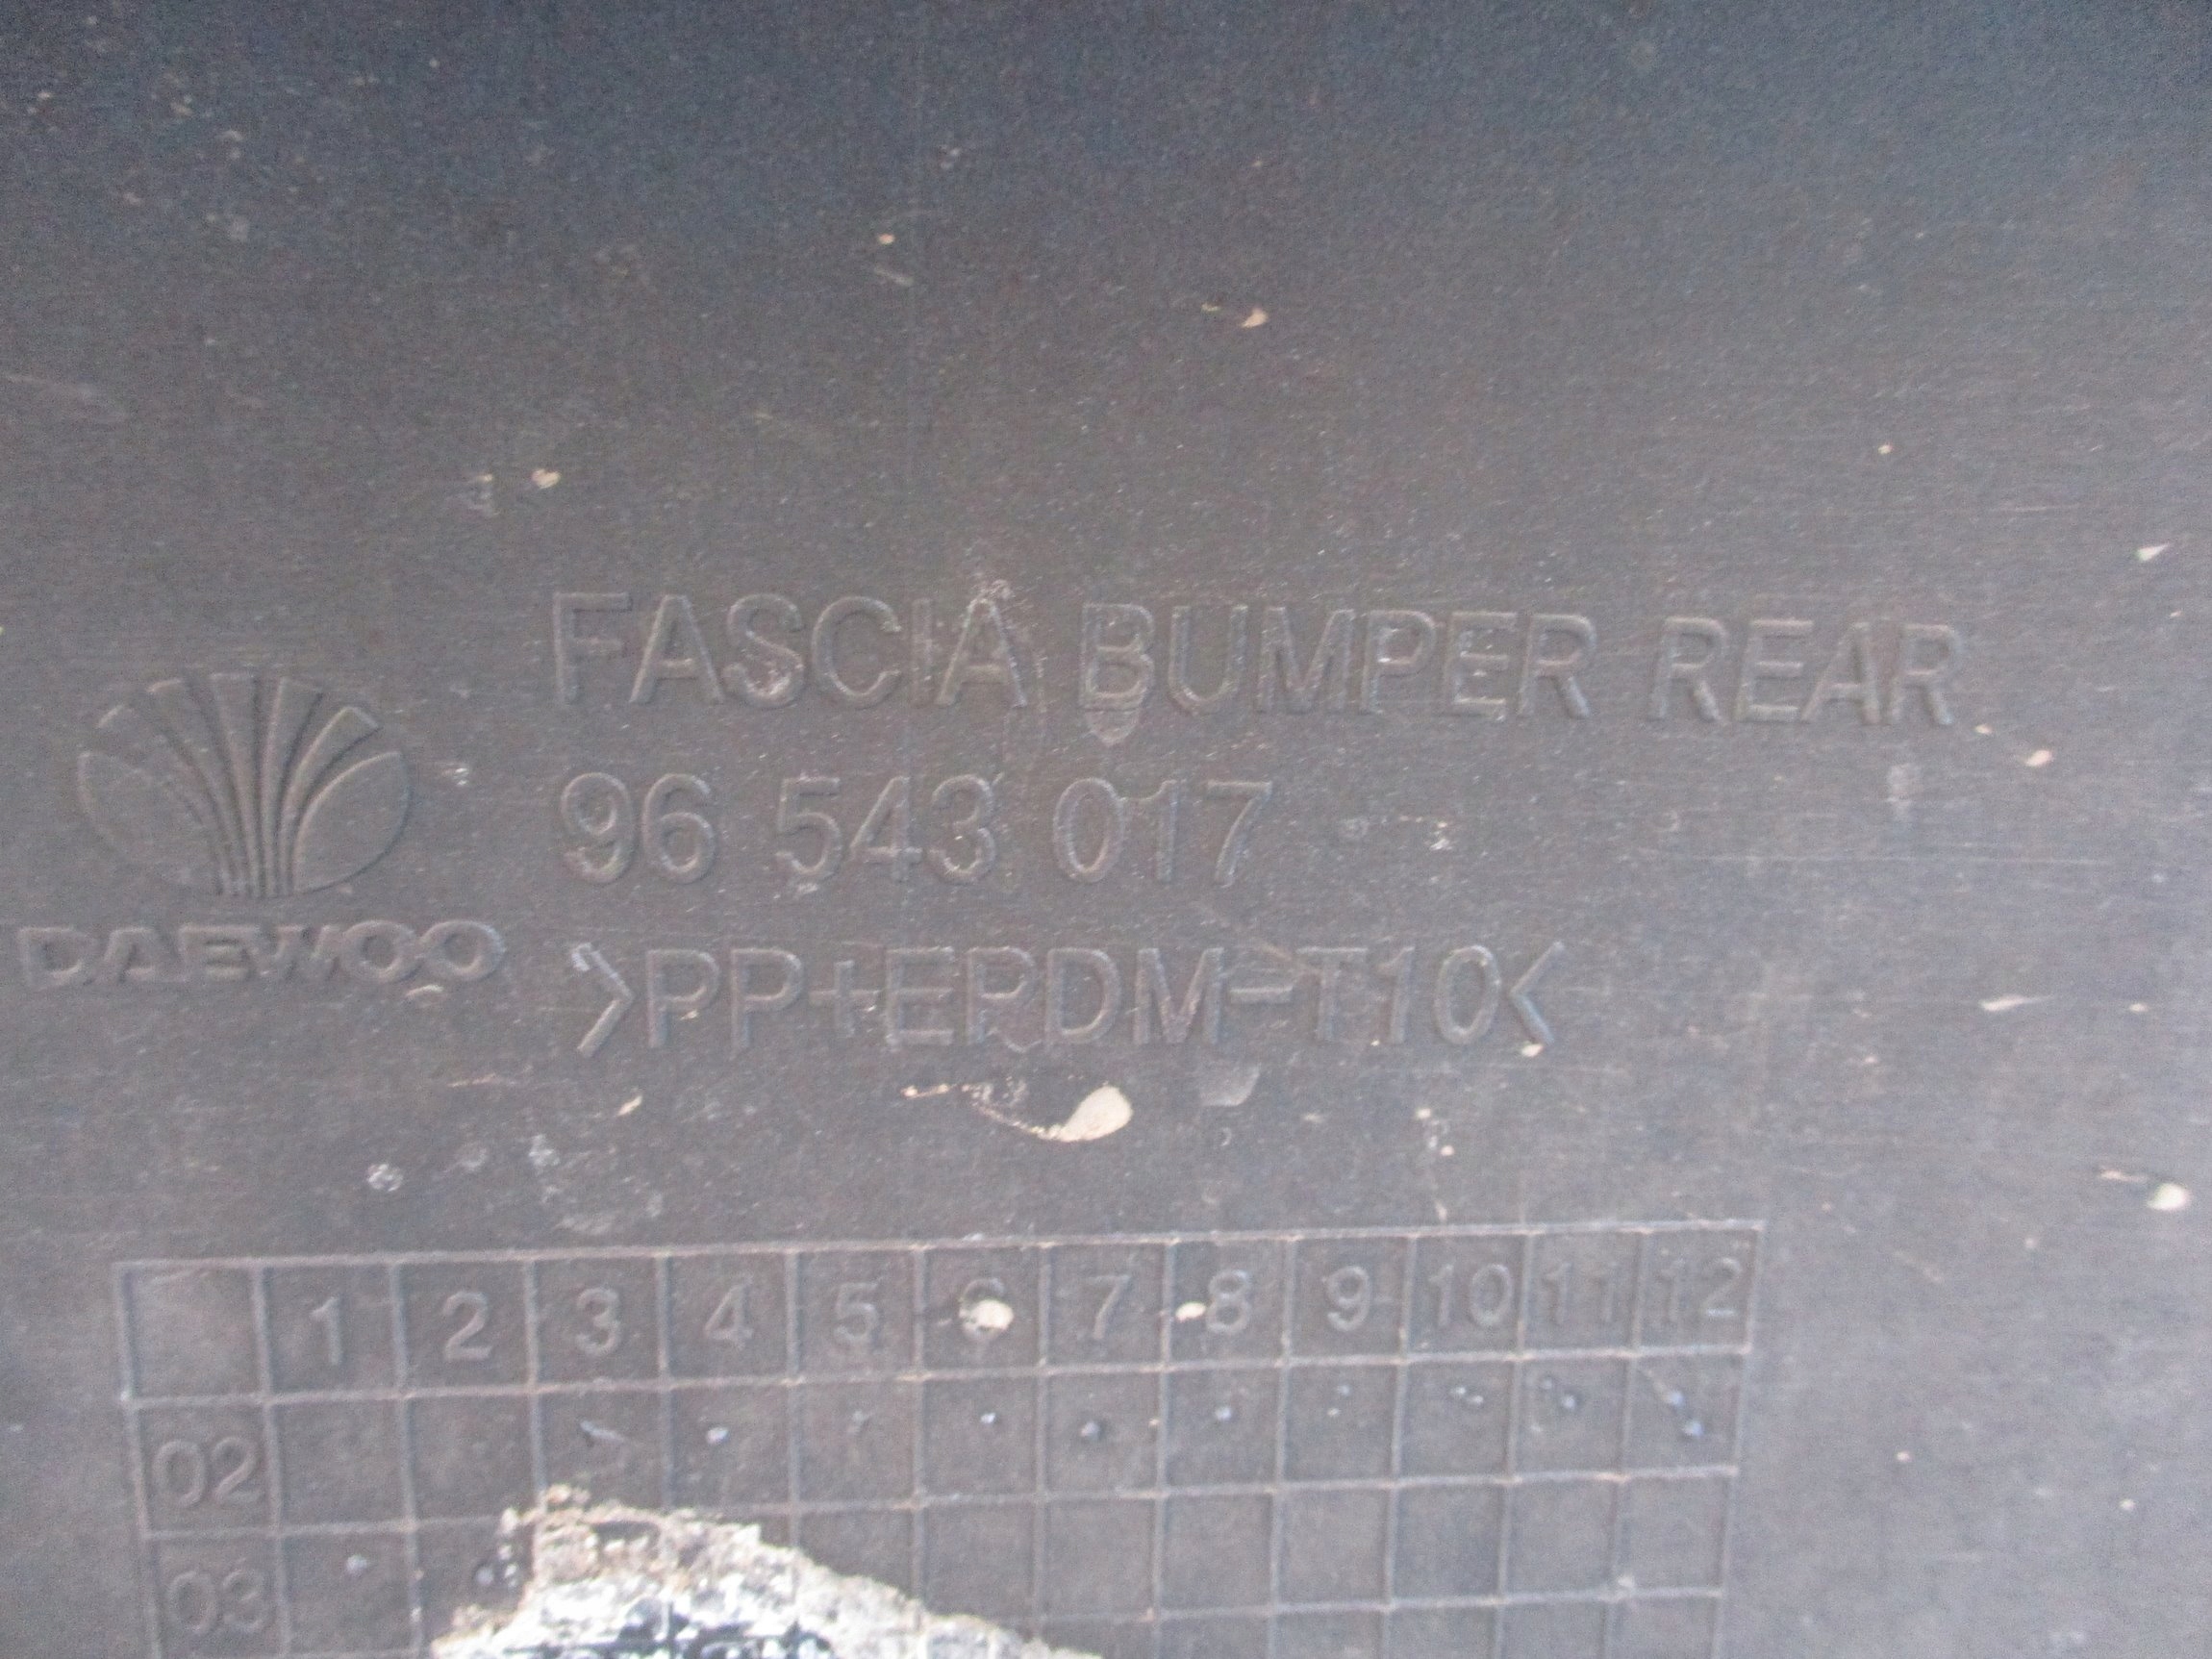 FASCIA BUMPER REAR
96 543 017
DAEWOO
>PP+EPDM-T10<
1 2 3 4 5 6 7 8 9 10 11 12
02
03